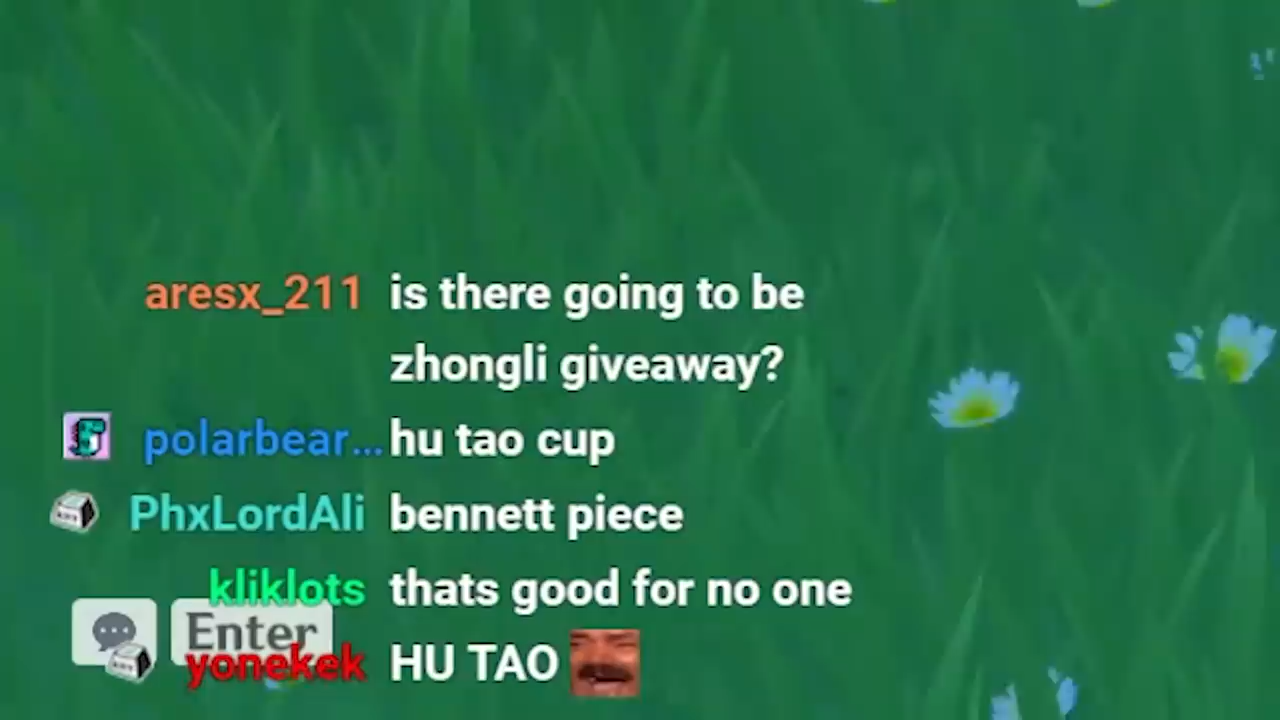 aresx_211 is there going to be
zhongli giveaway?
polarbear... hu tao cup
PhxLordAli bennett piece
kliklots thats good for no one
Enter
yonekek HU TAO